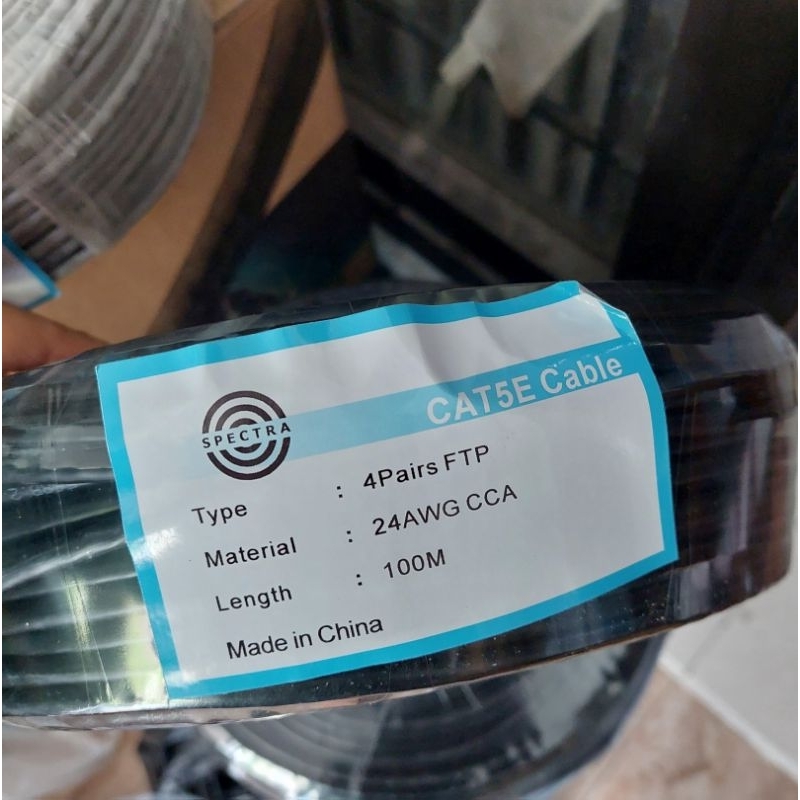 SPECTRA
CAT5E Cable
Type : 4Pairs FTP
Material : 24AWG CCA
Length : 100M
Made in China